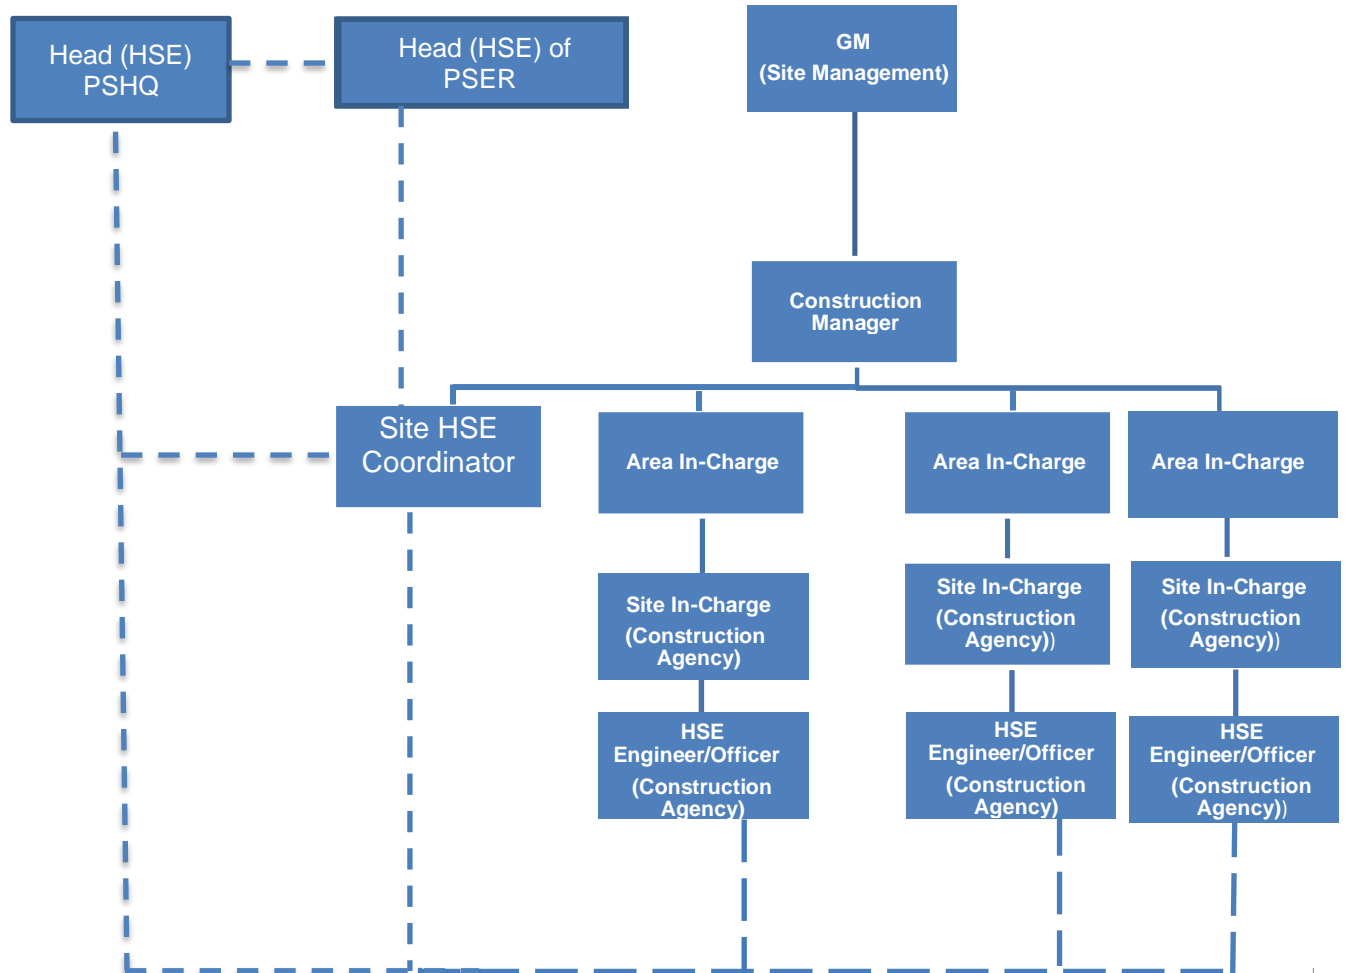 Head (HSE)
PSHQ
Head (HSE) of
PSER
GM
(Site Management)
Construction
Manager
Site HSE
Coordinator
Area In-Charge
Area In-Charge
Area In-Charge
Site In-Charge
(Construction
Agency)
Site In-Charge
(Construction
Agency))
Site In-Charge
(Construction
Agency))
HSE
Engineer/Officer
(Construction
Agency)
HSE
Engineer/Officer
(Construction
Agency)
HSE
Engineer/Officer
(Construction
Agency))